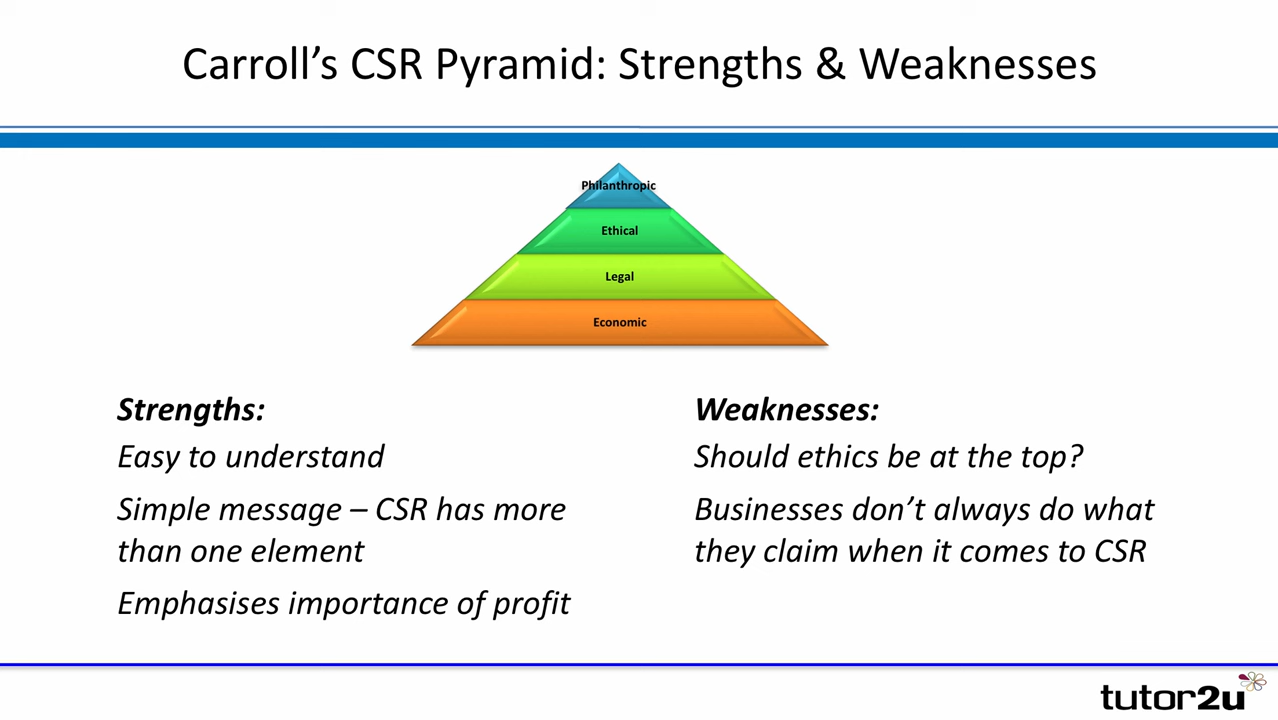 Carroll’s CSR Pyramid: Strengths & Weaknesses
Philanthropic
Ethical
Legal
Economic
Strengths:
Easy to understand
Simple message – CSR has more
than one element
Emphasises importance of profit
Weaknesses:
Should ethics be at the top?
Businesses don’t always do what
they claim when it comes to CSR
tutor2u